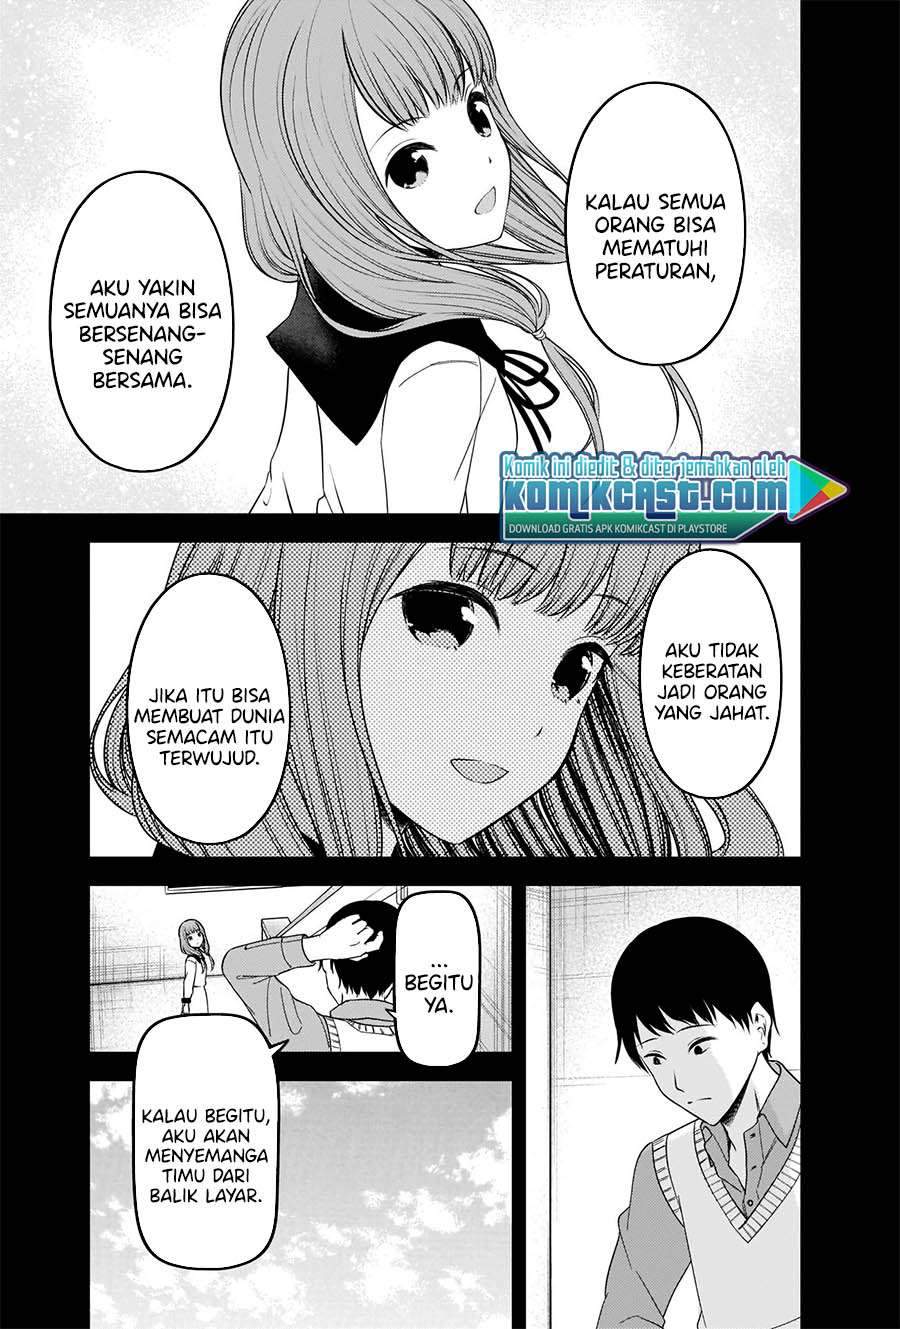 KALAU SEMUA
ORANG BISA
MEMATUHI
PERATURAN,
AKU YAKIN
SEMUANYA BISA
BERSENANG-
SENANG
BERSAMA.
Komik ini diedit & diterjemahkan oleh
KOMIKCAST.COM
DOWNLOAD GRATIS APK KOMIKCAST DI PLAYSTORE
AKU TIDAK
KEBERATAN
JADI ORANG
YANG JAHAT.
JIKA ITU BISA
MEMBUAT DUNIA
SEMACAM ITU
TERWUJUD.
...
BEGITU
YA.
KALAU BEGITU,
AKU AKAN
MENYEMANGA
TIMU DARI
BALIK LAYAR.